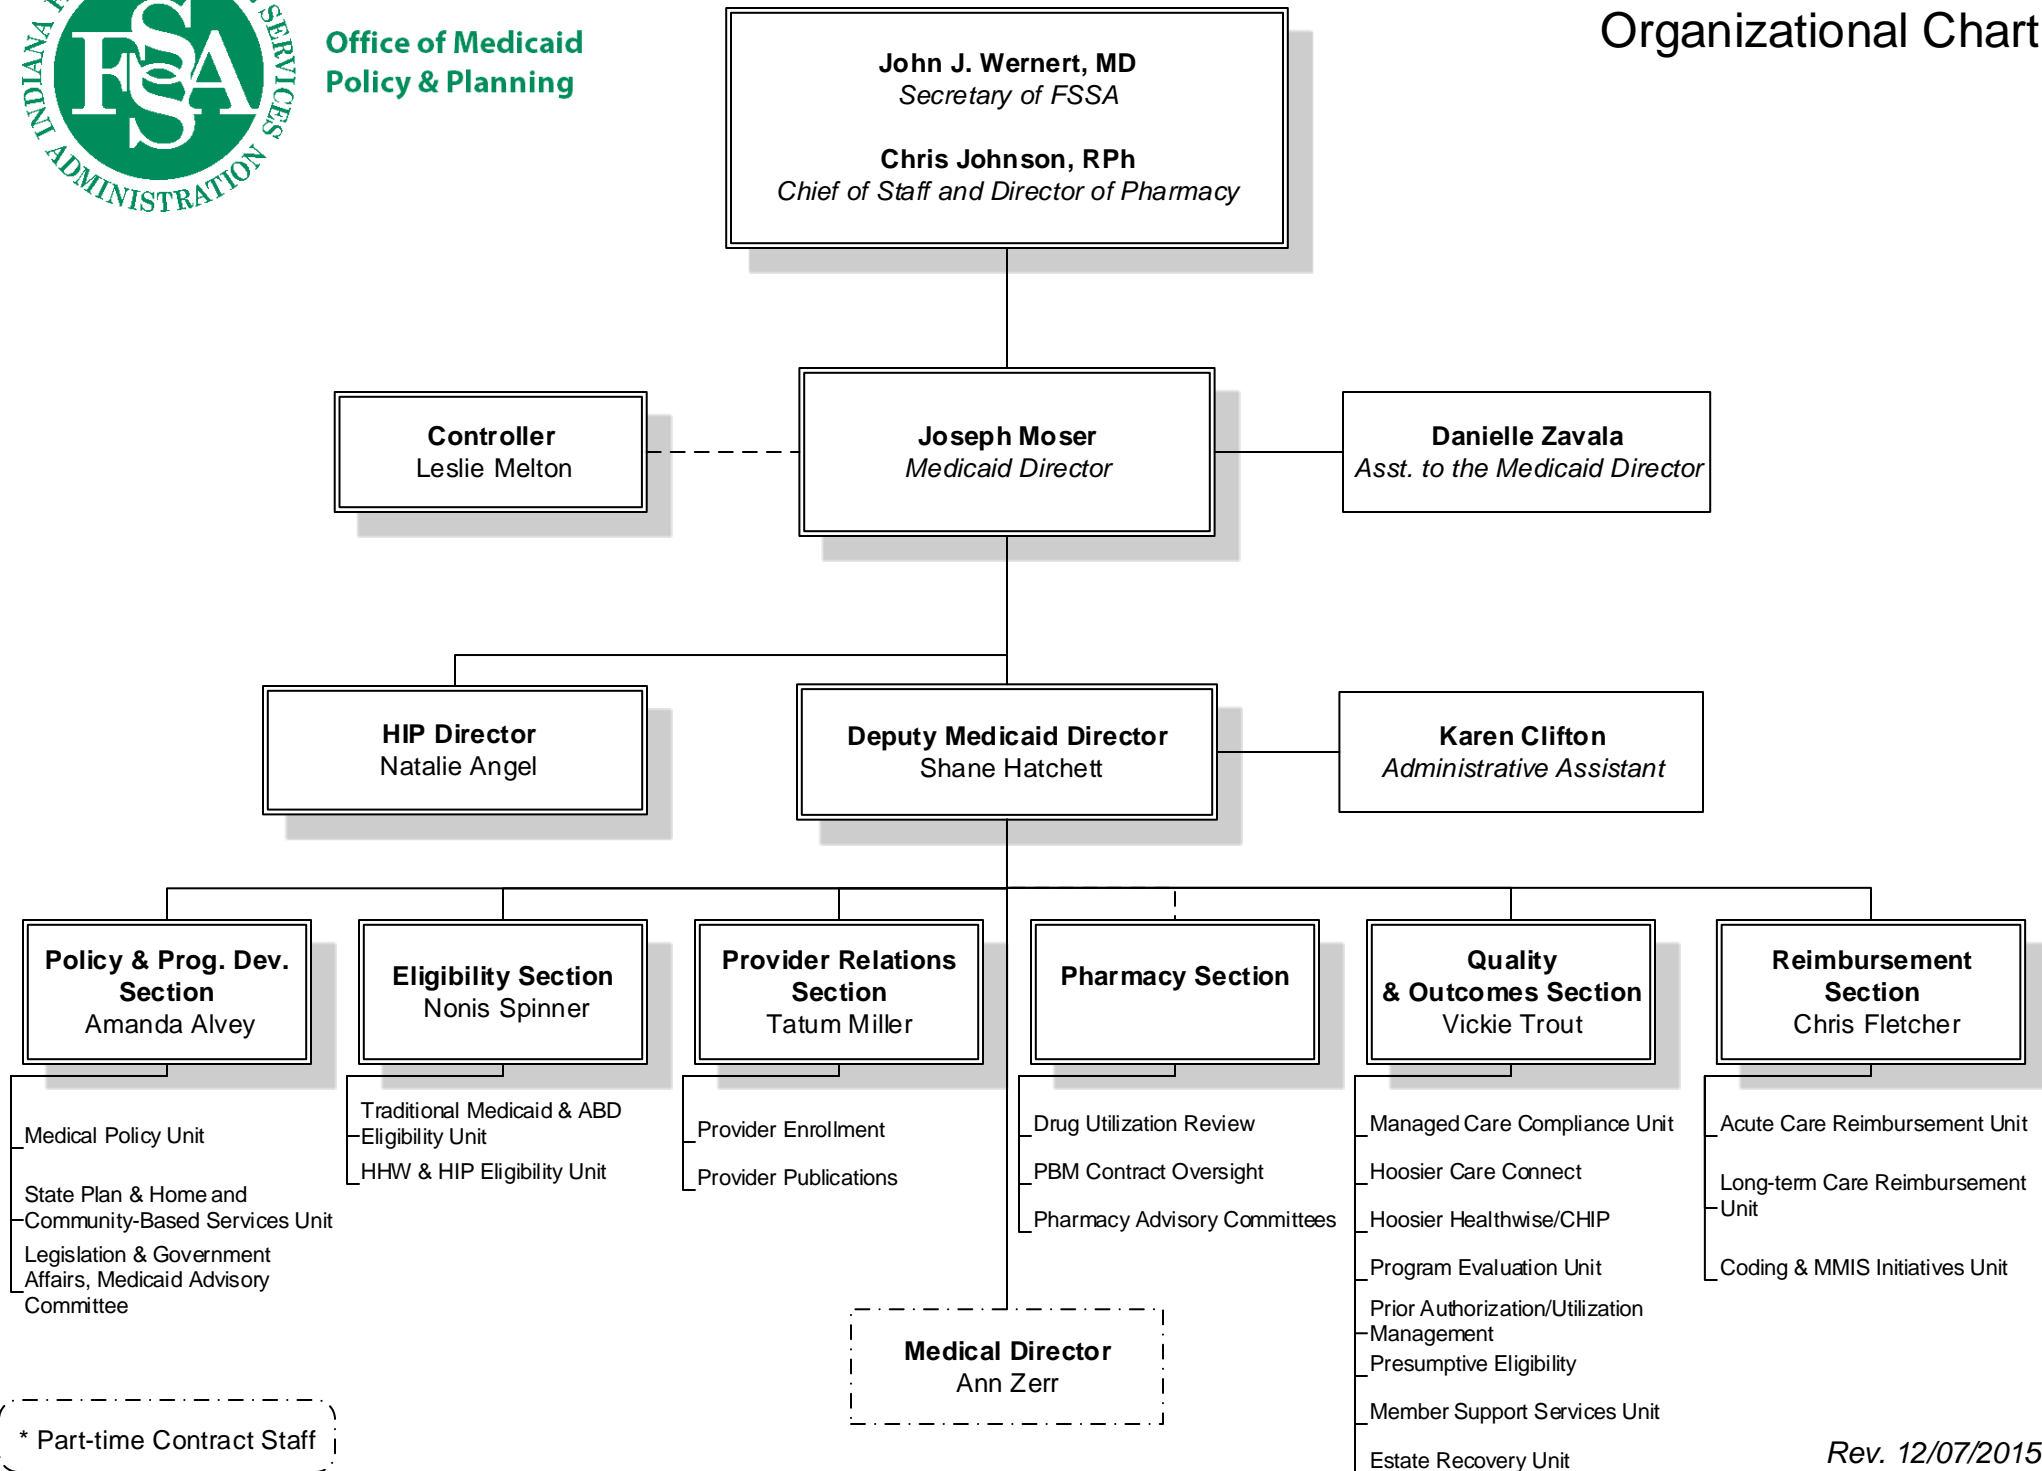 INDIANA F
SERVICES
ADMINISTRATION
FSSA
Office of Medicaid
Policy & Planning
Organizational Chart
John J. Wernert, MD
Secretary of FSSA
Chris Johnson, RPh
Chief of Staff and Director of Pharmacy
Controller
Leslie Melton
Joseph Moser
Medicaid Director
Danielle Zavala
Asst. to the Medicaid Director
HIP Director
Natalie Angel
Deputy Medicaid Director
Shane Hatchett
Karen Clifton
Administrative Assistant
Policy & Prog. Dev.
Section
Amanda Alvey
Medical Policy Unit
State Plan & Home and
Community-Based Services Unit
Legislation & Government
Affairs, Medicaid Advisory
Committee
Eligibility Section
Nonis Spinner
Traditional Medicaid & ABD
Eligibility Unit
HHW & HIP Eligibility Unit
Provider Relations
Section
Tatum Miller
Provider Enrollment
Provider Publications
Pharmacy Section
Drug Utilization Review
PBM Contract Oversight
Pharmacy Advisory Committees
Quality
& Outcomes Section
Vickie Trout
Managed Care Compliance Unit
Hoosier Care Connect
Hoosier Healthwise/CHIP
Program Evaluation Unit
Prior Authorization/Utilization
Management
Presumptive Eligibility
Member Support Services Unit
Estate Recovery Unit
Reimbursement
Section
Chris Fletcher
Acute Care Reimbursement Unit
Long-term Care Reimbursement
Unit
Coding & MMIS Initiatives Unit
Medical Director
Ann Zerr
* Part-time Contract Staff
Rev. 12/07/2015